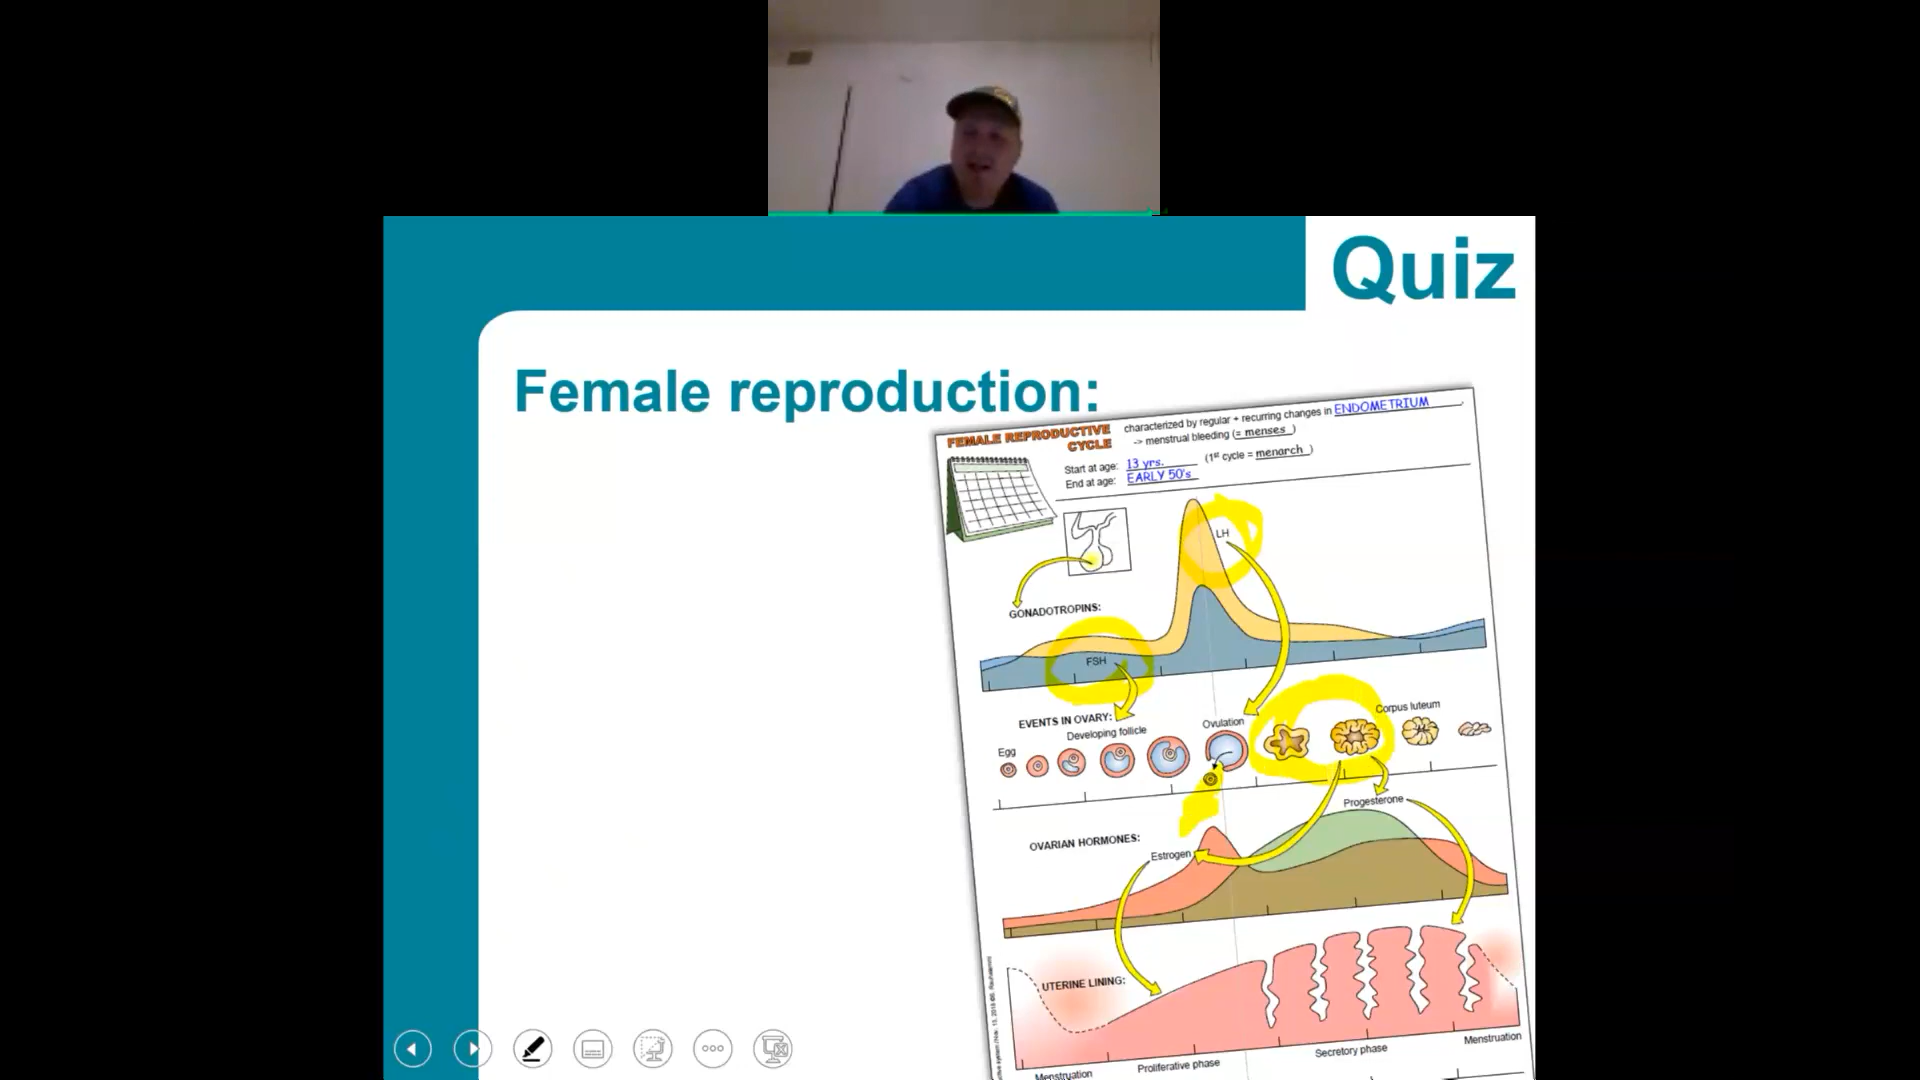 Quiz
Female reproduction:
FEMALE REPRODUCTIVE
CYCLE
characterized by regular + recurring changes in ENDOMETRIUM.
-> menstrual bleeding (= menses)
Start at age: 13 yrs. (1st cycle = menarch)
End at age: EARLY 50's
LH
GONADOTROPINS:
FSH
EVENTS IN OVARY:
Egg
Developing follicle
Ovulation
Corpus luteum
Progesterone
OVARIAN HORMONES:
Estrogen
UTERINE LINING:
Menstruation
Proliferative phase
Secretory phase
Menstruation